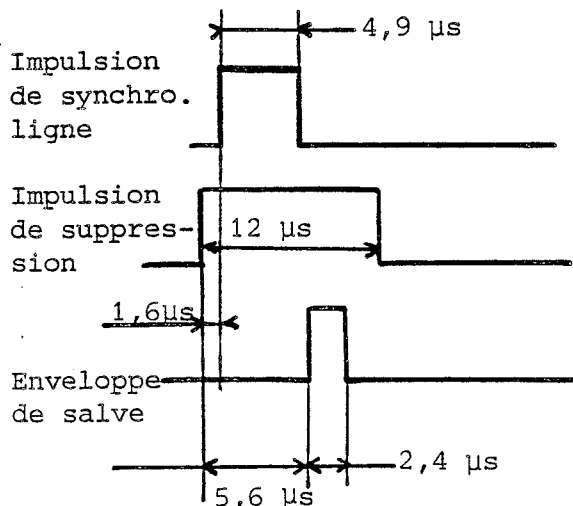 4,9 µs
Impulsion
de synchro.
ligne
Impulsion
de suppres-
sion
12 µs
1,6µs
Enveloppe
de salve
2,4 µs
5,6 µs